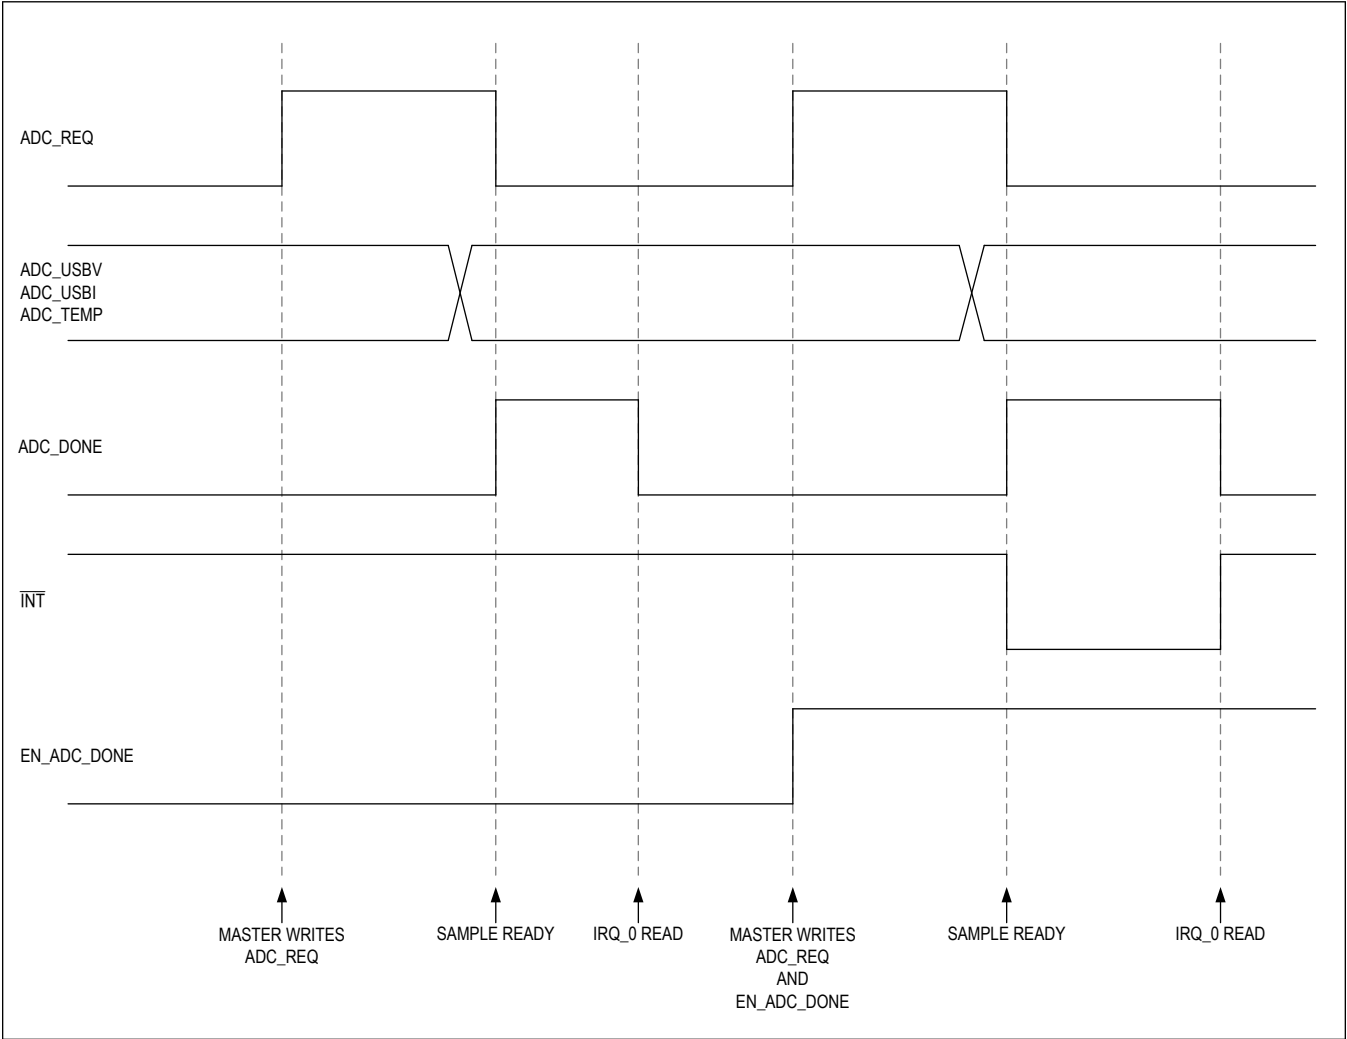 ADC_REQ
ADC_USBV
ADC_USBI
ADC_TEMP
ADC_DONE
INT
EN_ADC_DONE
MASTER WRITES
ADC_REQ
SAMPLE READY
IRQ_0 READ
MASTER WRITES
ADC_REQ
AND
EN_ADC_DONE
SAMPLE READY
IRQ_0 READ